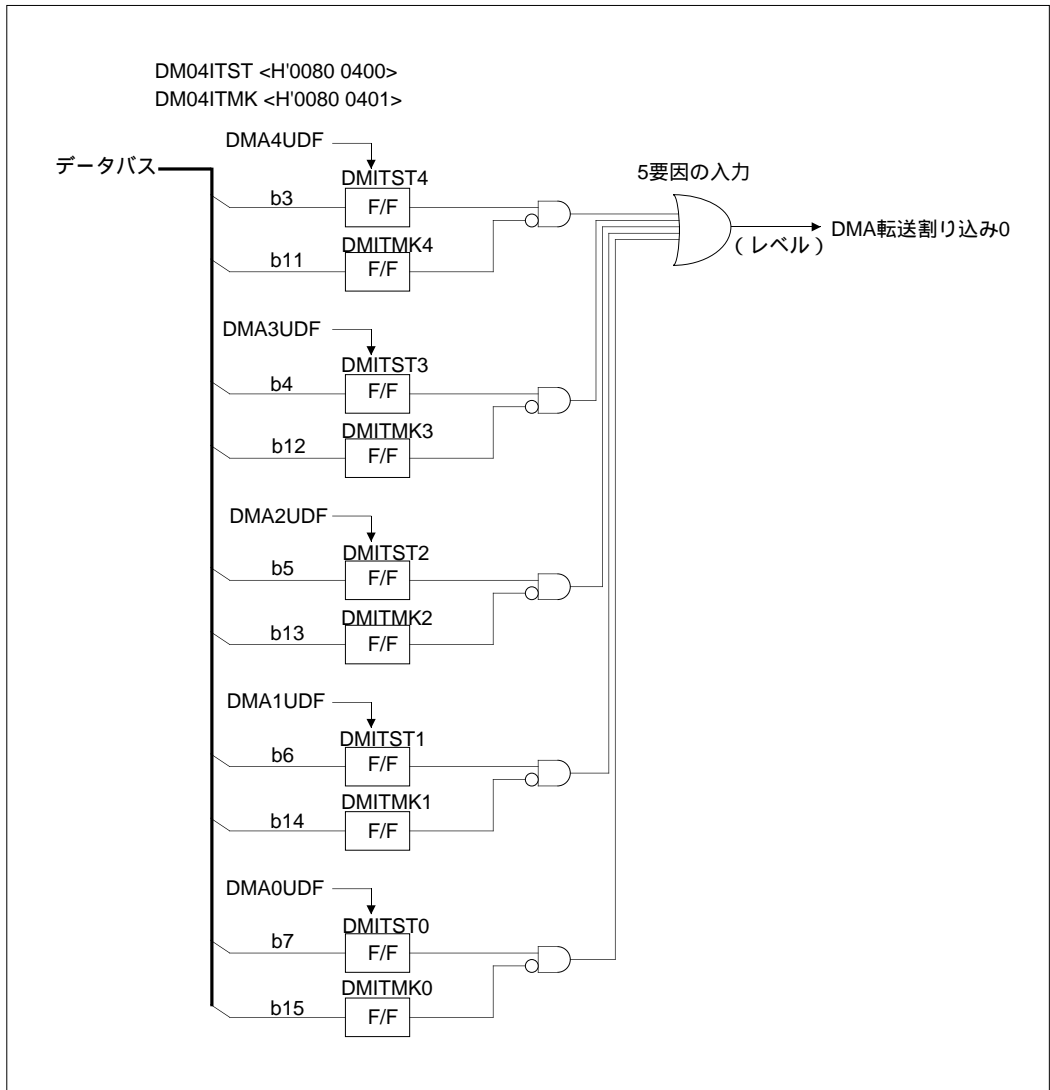 DM04ITST <H'0080 0400>
DM04ITMK <H'0080 0401>
データバス
DMA4UDF
DMITST4
b3
F/F
DMITMK4
b11
F/F
5要因の入力
DMA転送割り込み0
(レベル)
DMA3UDF
DMITST3
b4
F/F
DMITMK3
b12
F/F
DMA2UDF
DMITST2
b5
F/F
DMITMK2
b13
F/F
DMA1UDF
DMITST1
b6
F/F
DMITMK1
b14
F/F
DMA0UDF
DMITST0
b7
F/F
DMITMK0
b15
F/F